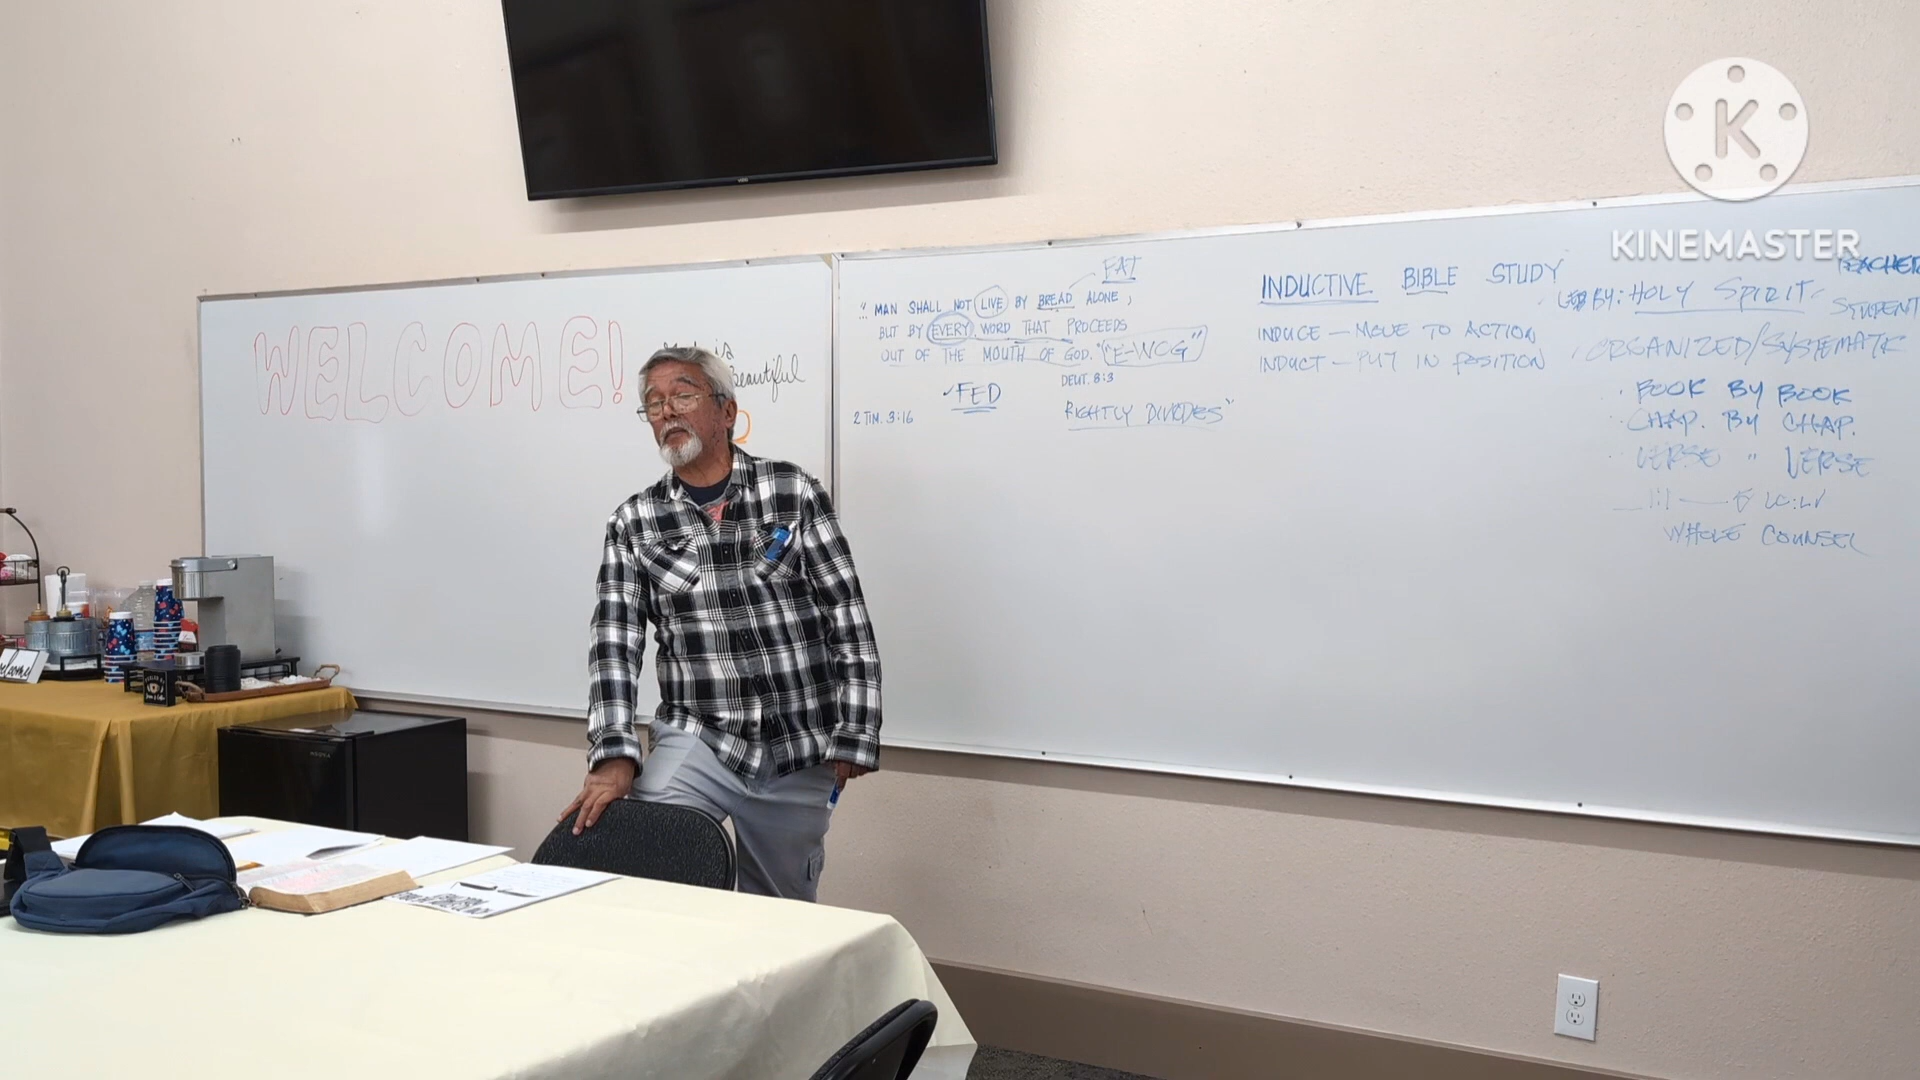 WELCOME!
is
Beautiful
FAT
"MAN SHALL NOT LIVE BY BREAD ALONE,
BUT BY EVERY WORD THAT PROCEEDS
OUT OF THE MOUTH OF GOD." "E-WCG"
DEUT. 8:3
FED
2 TIM. 3:16
RIGHTLY DIVIDES"
INDUCTIVE BIBLE STUDY
INDUCE - MOVE TO ACTION
INDUCT - PUT IN POSITION
TEACHER
LED BY: HOLY SPIRIT
STUDENT
ORGANIZED/SYSTEMATIC
BOOK BY BOOK
CHAP. BY CHAP.
VERSE " VERSE
WHOLE COUNSEL
K
KINEMASTER